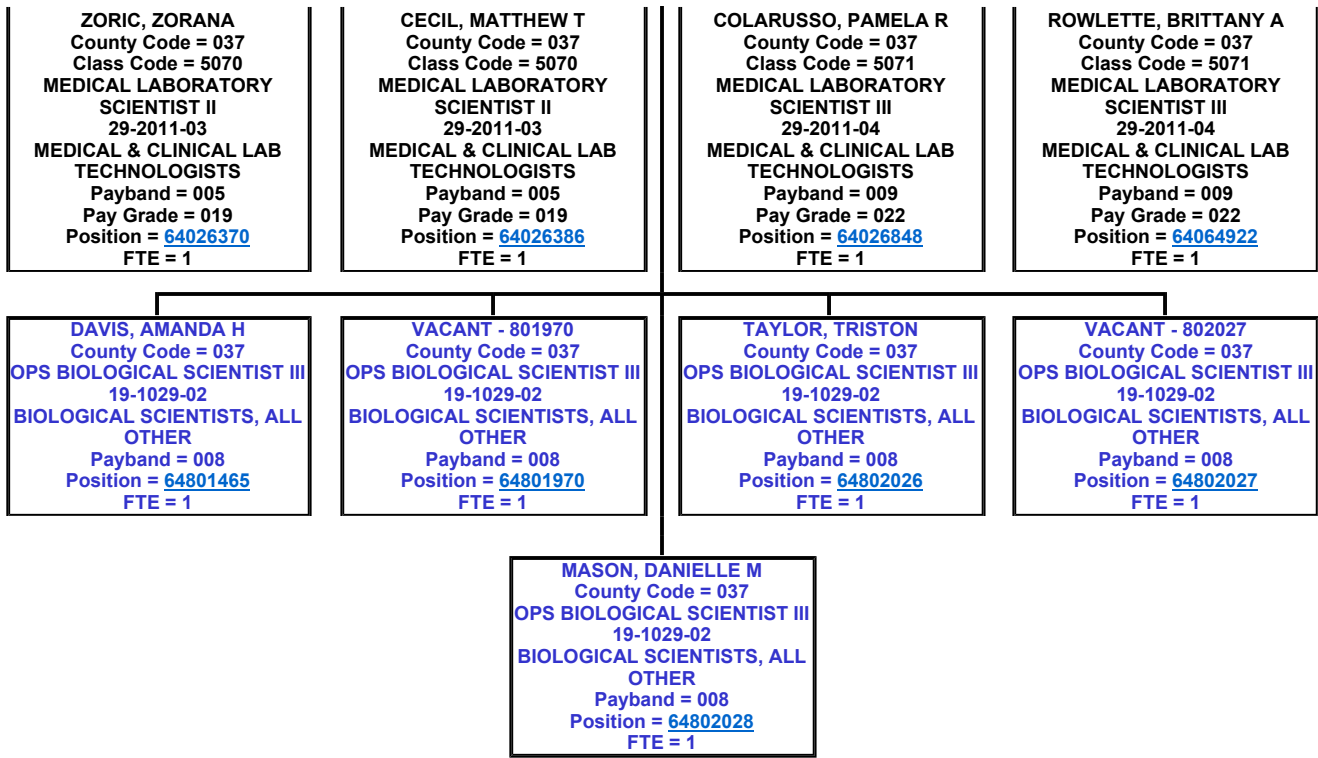 ZORIC, ZORANA
County Code = 037
Class Code = 5070
MEDICAL LABORATORY
SCIENTIST II
29-2011-03
MEDICAL & CLINICAL LAB
TECHNOLOGISTS
Payband = 005
Pay Grade = 019
Position = 64026370
FTE = 1
CECIL, MATTHEW T
County Code = 037
Class Code = 5070
MEDICAL LABORATORY
SCIENTIST II
29-2011-03
MEDICAL & CLINICAL LAB
TECHNOLOGISTS
Payband = 005
Pay Grade = 019
Position = 64026386
FTE = 1
COLARUSSO, PAMELA R
County Code = 037
Class Code = 5071
MEDICAL LABORATORY
SCIENTIST III
29-2011-04
MEDICAL & CLINICAL LAB
TECHNOLOGISTS
Payband = 009
Pay Grade = 022
Position = 64026848
FTE = 1
ROWLETTE, BRITTANY A
County Code = 037
Class Code = 5071
MEDICAL LABORATORY
SCIENTIST III
29-2011-04
MEDICAL & CLINICAL LAB
TECHNOLOGISTS
Payband = 009
Pay Grade = 022
Position = 64064922
FTE = 1
DAVIS, AMANDA H
County Code = 037
OPS BIOLOGICAL SCIENTIST III
19-1029-02
BIOLOGICAL SCIENTISTS, ALL
OTHER
Payband = 008
Position = 64801465
FTE = 1
VACANT - 801970
County Code = 037
OPS BIOLOGICAL SCIENTIST III
19-1029-02
BIOLOGICAL SCIENTISTS, ALL
OTHER
Payband = 008
Position = 64801970
FTE = 1
TAYLOR, TRISTON
County Code = 037
OPS BIOLOGICAL SCIENTIST III
19-1029-02
BIOLOGICAL SCIENTISTS, ALL
OTHER
Payband = 008
Position = 64802026
FTE = 1
VACANT - 802027
County Code = 037
OPS BIOLOGICAL SCIENTIST III
19-1029-02
BIOLOGICAL SCIENTISTS, ALL
OTHER
Payband = 008
Position = 64802027
FTE = 1
MASON, DANIELLE M
County Code = 037
OPS BIOLOGICAL SCIENTIST III
19-1029-02
BIOLOGICAL SCIENTISTS, ALL
OTHER
Payband = 008
Position = 64802028
FTE = 1